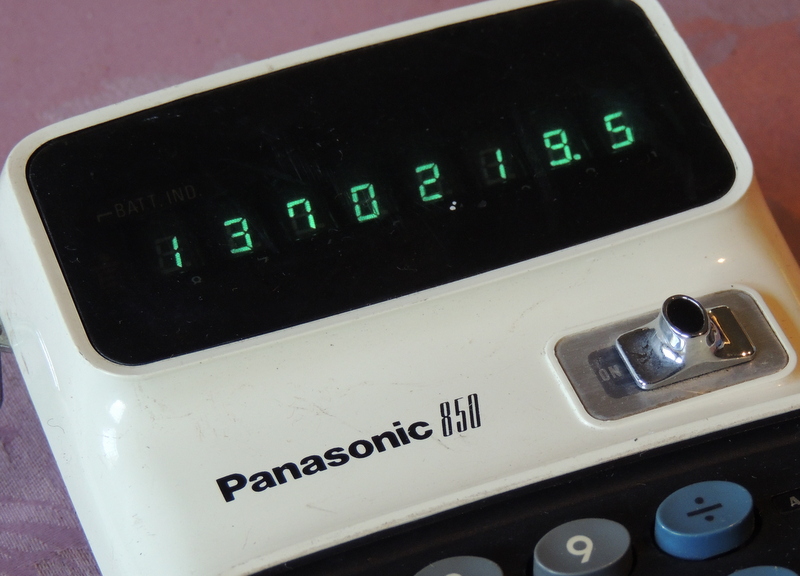 BATT. IND
1370219.5
ON
Panasonic 850
9 ÷